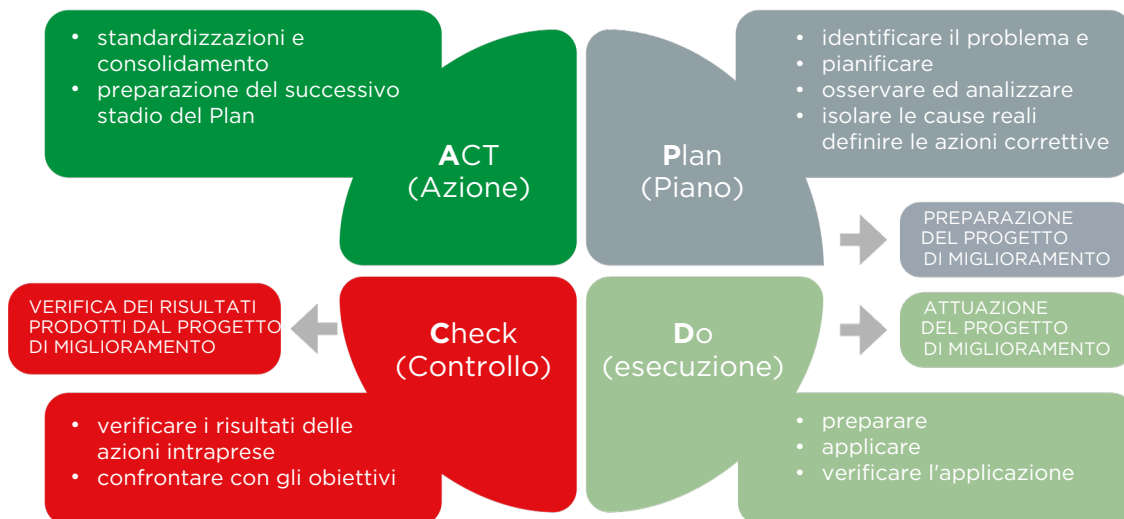 • standardizzazioni e
consolidamento
• preparazione del successivo
stadio del Plan
ACT
(Azione)
Plan
(Piano)
• identificare il problema e
• pianificare
• osservare ed analizzare
• isolare le cause reali
definire le azioni correttive
PREPARAZIONE
DEL PROGETTO
DI MIGLIORAMENTO
VERIFICA DEI RISULTATI
PRODOTTI DAL PROGETTO
DI MIGLIORAMENTO
Check
(Controllo)
Do
(esecuzione)
ATTUAZIONE
DEL PROGETTO
DI MIGLIORAMENTO
• verificare i risultati delle
azioni intraprese
• confrontare con gli obiettivi
• preparare
• applicare
• verificare l'applicazione